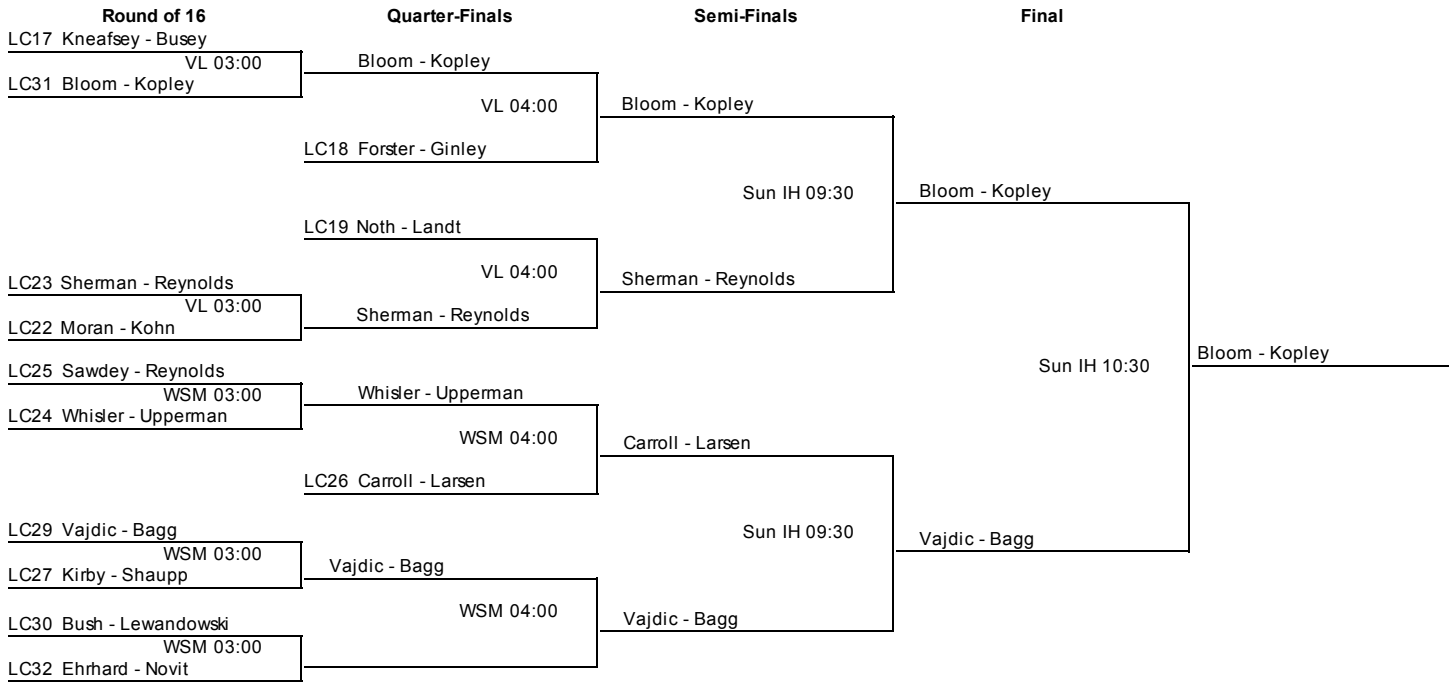 Round of 16 Quarter-Finals Semi-Finals Final
LC17 Kneafsey - Busey
VL 03:00
LC31 Bloom - Kopley
Bloom - Kopley
VL 04:00
LC18 Forster - Ginley
Bloom - Kopley
Sun IH 09:30
Bloom - Kopley
LC19 Noth - Landt
VL 04:00
LC23 Sherman - Reynolds
VL 03:00
LC22 Moran - Kohn
Sherman - Reynolds
Sherman - Reynolds
Sun IH 10:30
Bloom - Kopley
LC25 Sawdey - Reynolds
WSM 03:00
LC24 Whisler - Upperman
Whisler - Upperman
WSM 04:00
LC26 Carroll - Larsen
Carroll - Larsen
Sun IH 09:30
Vajdic - Bagg
LC29 Vajdic - Bagg
WSM 03:00
LC27 Kirby - Shaupp
Vajdic - Bagg
WSM 04:00
Vajdic - Bagg
LC30 Bush - Lewandowski
WSM 03:00
LC32 Ehrhard - Novit